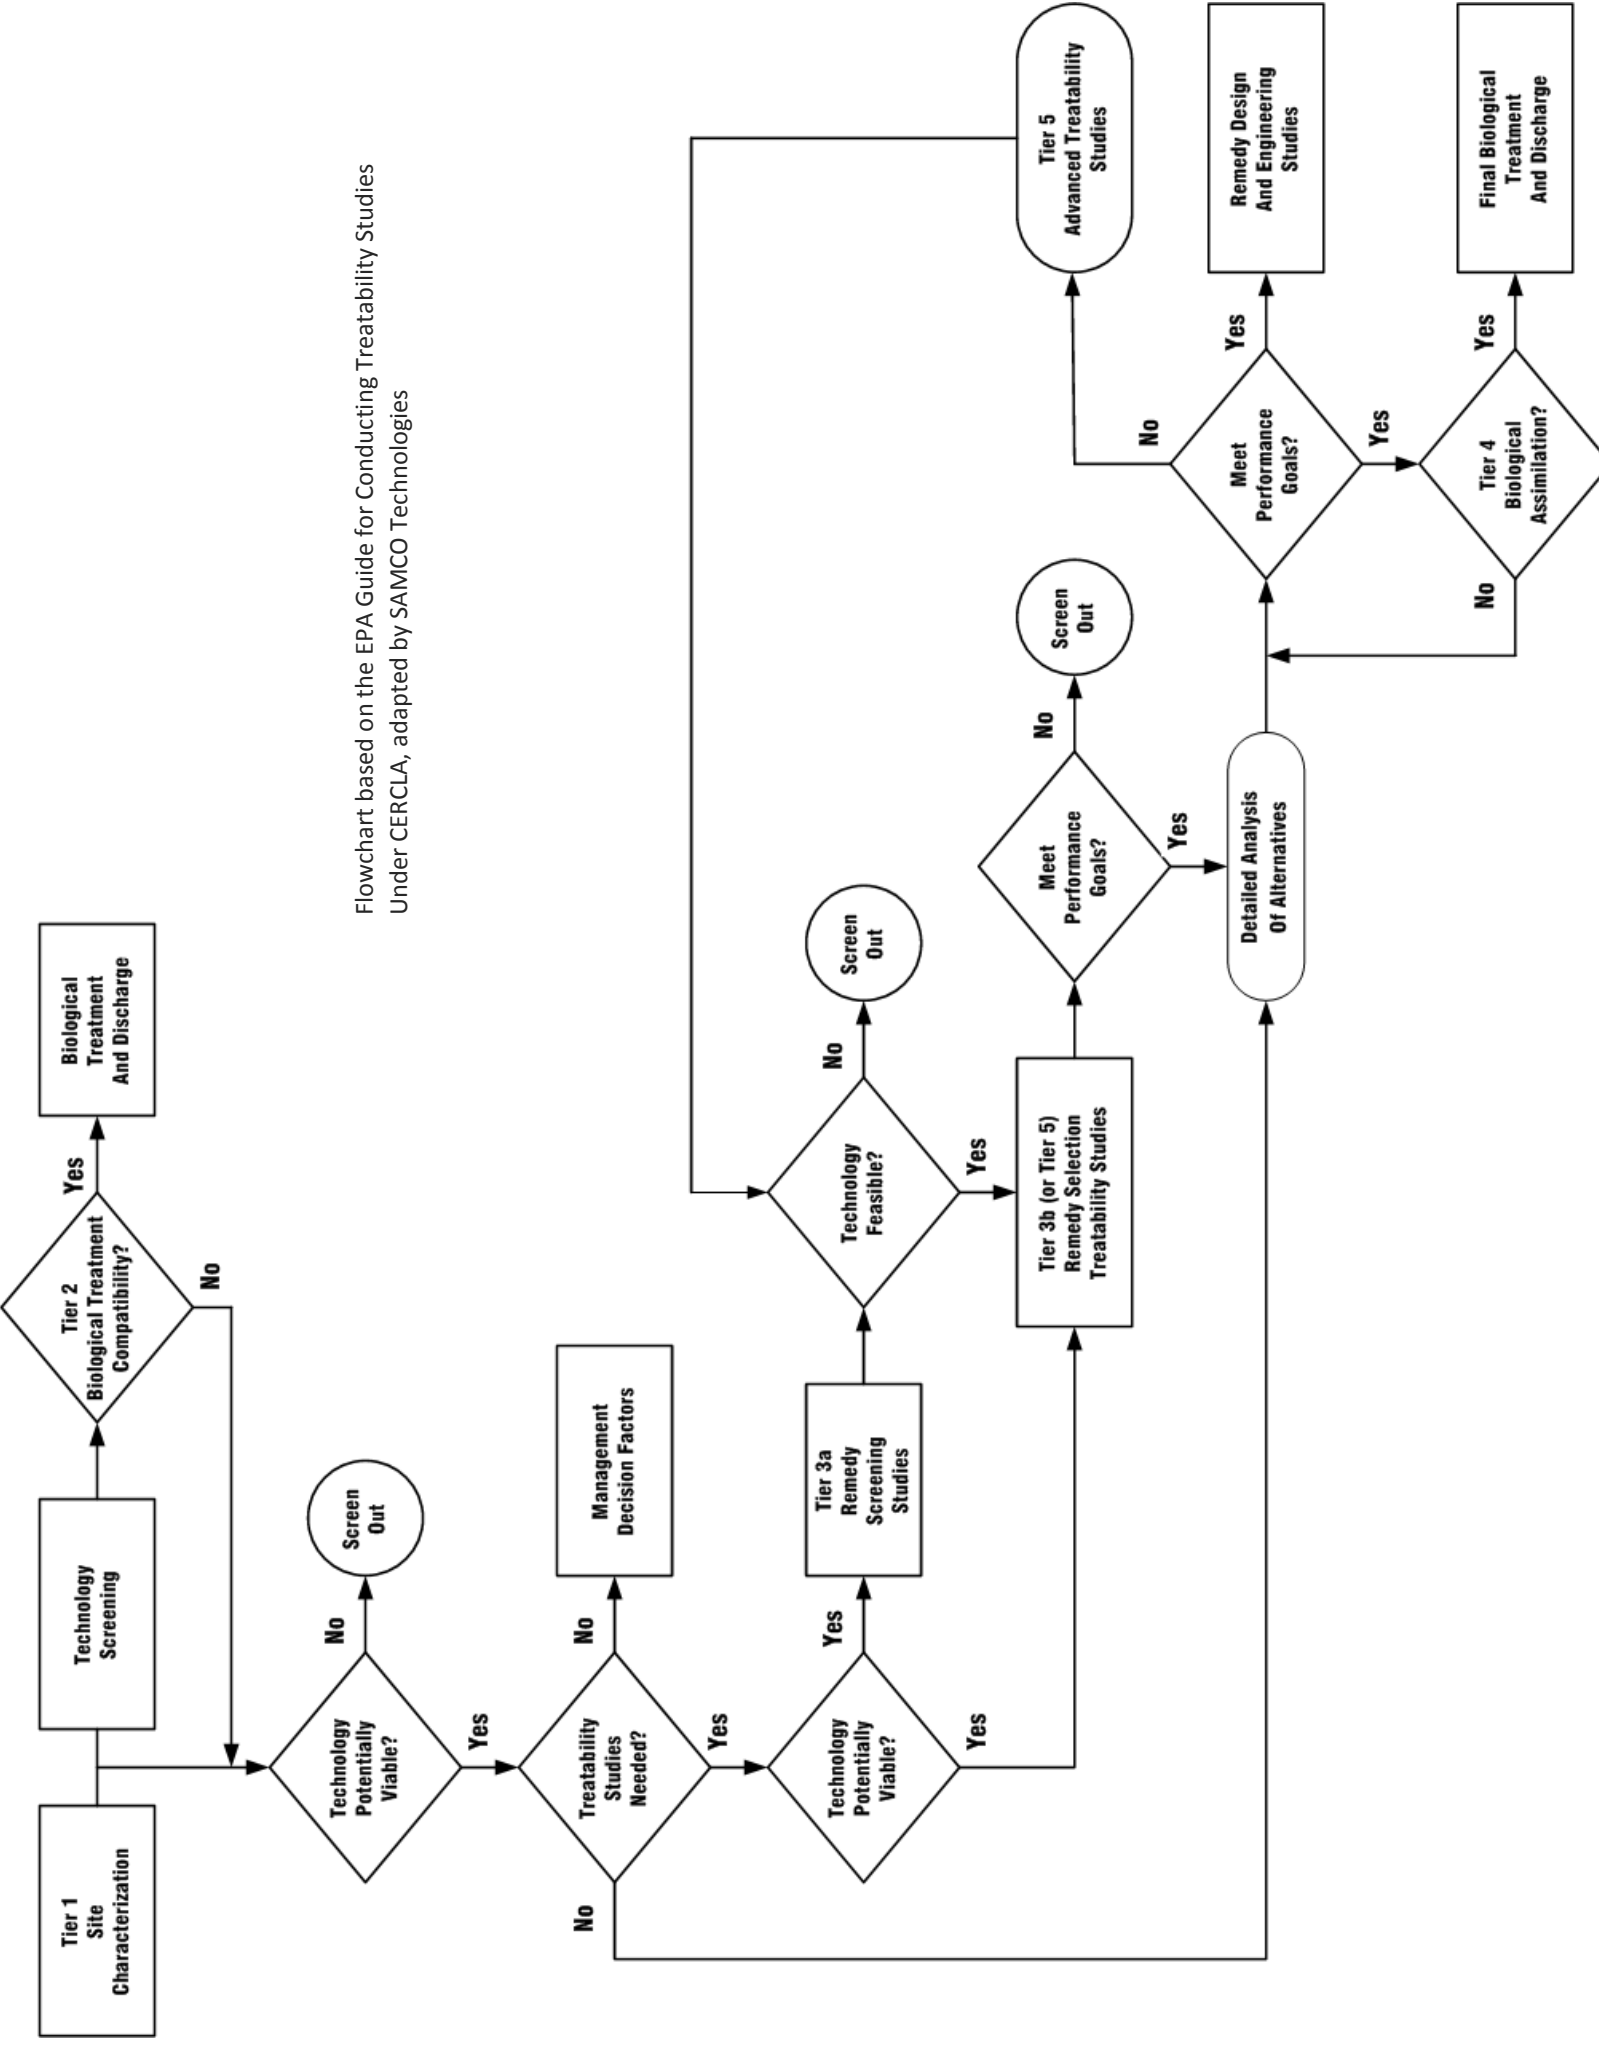 Tier 1
Site
Characterization
Technology
Screening
Tier 2
Biological Treatment
Compatibility?
Yes
Biological
Treatment
And Discharge
No
Technology
Potentially
Viable?
No
Screen
Out
Yes
Flowchart based on the EPA Guide for Conducting Treatability Studies
Under CERCLA, adapted by SAMCO Technologies
No
Treatability
Studies
Needed?
No
Management
Decision Factors
Yes
Technology
Potentially
Viable?
Yes
Tier 3a
Remedy
Screening
Studies
Technology
Feasible?
No
Screen
Out
Yes
Yes
Tier 3b (or Tier 5)
Remedy Selection
Treatability Studies
Meet
Performance
Goals?
No
Screen
Out
Tier 5
Advanced Treatability
Studies
Yes
No
Detailed Analysis
Of Alternatives
Meet
Performance
Goals?
Yes
Remedy Design
And Engineering
Studies
Yes
No
Tier 4
Biological
Assimilation?
Yes
Final Biological
Treatment
And Discharge